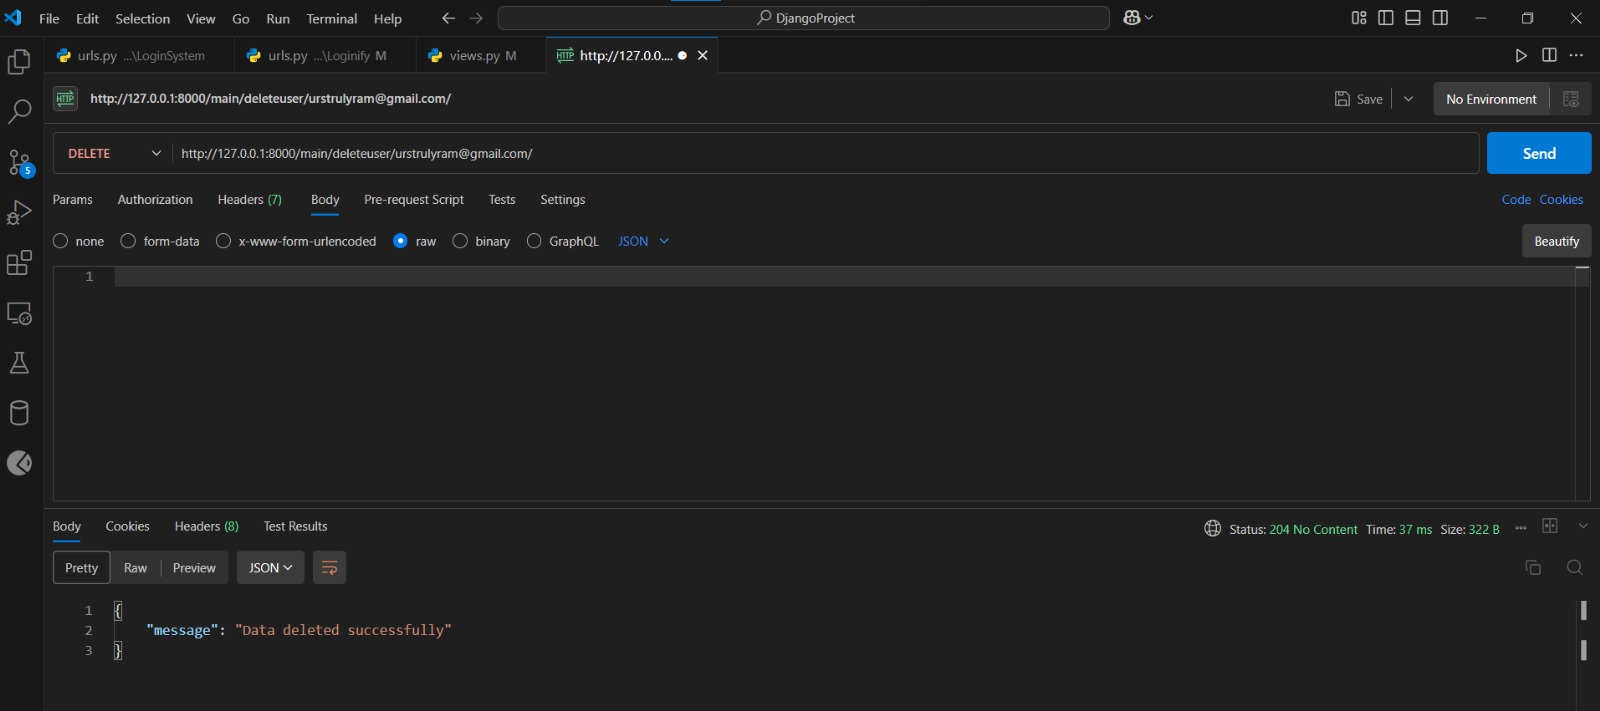 File Edit Selection View Go Run Terminal Help DjangoProject
urls.py ...\LoginSystem urls.py ...\Loginify M views.py M HTTP http://127.0.0....
HTTP http://127.0.0.1:8000/main/deleteuser/urstrulyram@gmail.com/ Save No Environment
DELETE http://127.0.0.1:8000/main/deleteuser/urstrulyram@gmail.com/ Send
Params Authorization Headers (7) Body Pre-request Script Tests Settings Code Cookies
5
none form-data x-www-form-urlencoded raw binary GraphQL JSON Beautify
1
Body Cookies Headers (8) Test Results Status: 204 No Content Time: 37 ms Size: 322 B
Pretty Raw Preview JSON
1 {
2 "message": "Data deleted successfully"
3 }